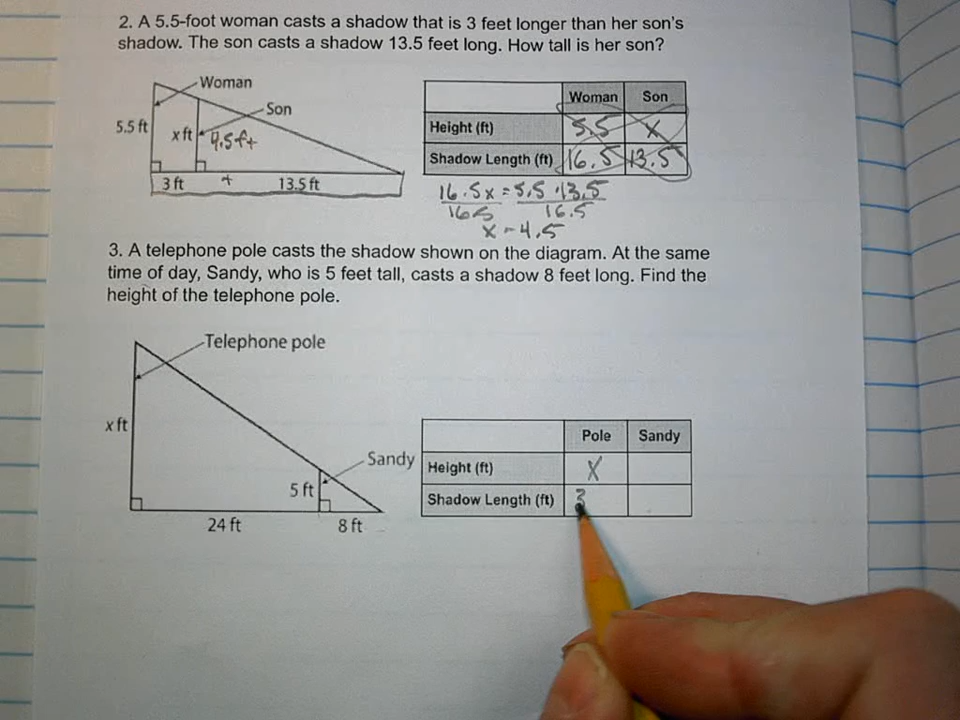 2. A 5.5-foot woman casts a shadow that is 3 feet longer than her son's
shadow. The son casts a shadow 13.5 feet long. How tall is her son?
Woman
Son
5.5 ft
x ft
4.5ft
3 ft + 13.5 ft
Woman Son
Height (ft) 5.5 x
Shadow Length (ft) 16.5 13.5
16.5x = 5.5 · 13.5
16.5 16.5
x = 4.5
3. A telephone pole casts the shadow shown on the diagram. At the same
time of day, Sandy, who is 5 feet tall, casts a shadow 8 feet long. Find the
height of the telephone pole.
Telephone pole
x ft
Sandy
5 ft
24 ft 8 ft
Pole Sandy
Height (ft) X
Shadow Length (ft) 3